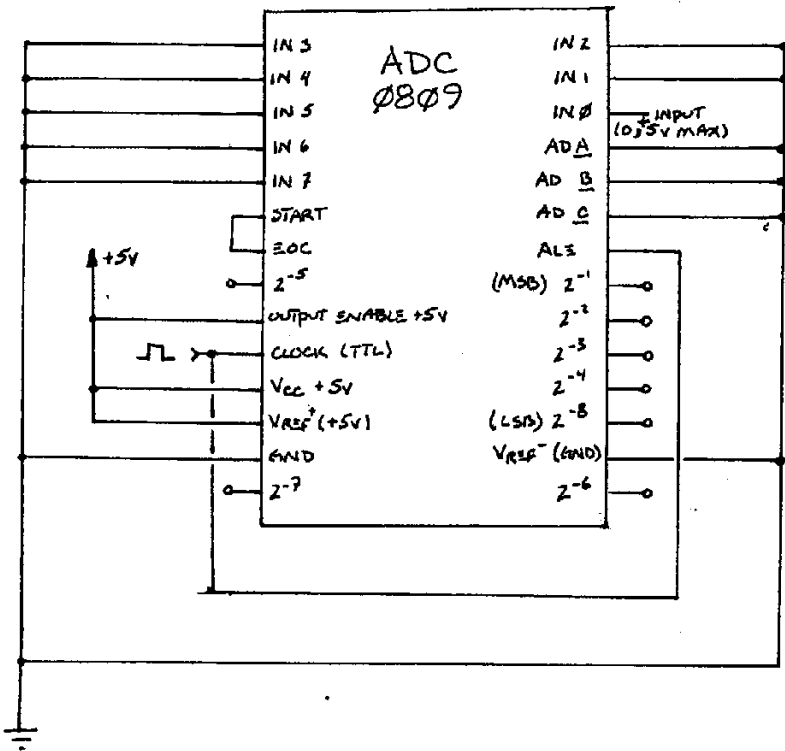 ADC
0809
IN 3
IN 4
IN 5
IN 6
IN 7
START
EOC
2⁻⁵
OUTPUT ENABLE +5V
CLOCK (TTL)
Vcc +5V
VREF⁺ (+5V)
GND
2⁻⁷
+5V
IN 2
IN 1
IN Ø
INPUT
(0,+5V MAX)
AD A
AD B
AD C
ALE
(MSB) 2⁻¹
2⁻²
2⁻³
2⁻⁴
(LSB) 2⁻⁸
VREF⁻ (GND)
2⁻⁶